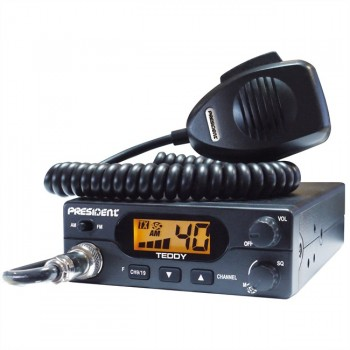 PRESIDENT
PRESIDENT
AM
FM
TX
AM
40
TEDDY
F
CH9/19
▼
▲
CHANNEL
VOL
OFF
SQ
M